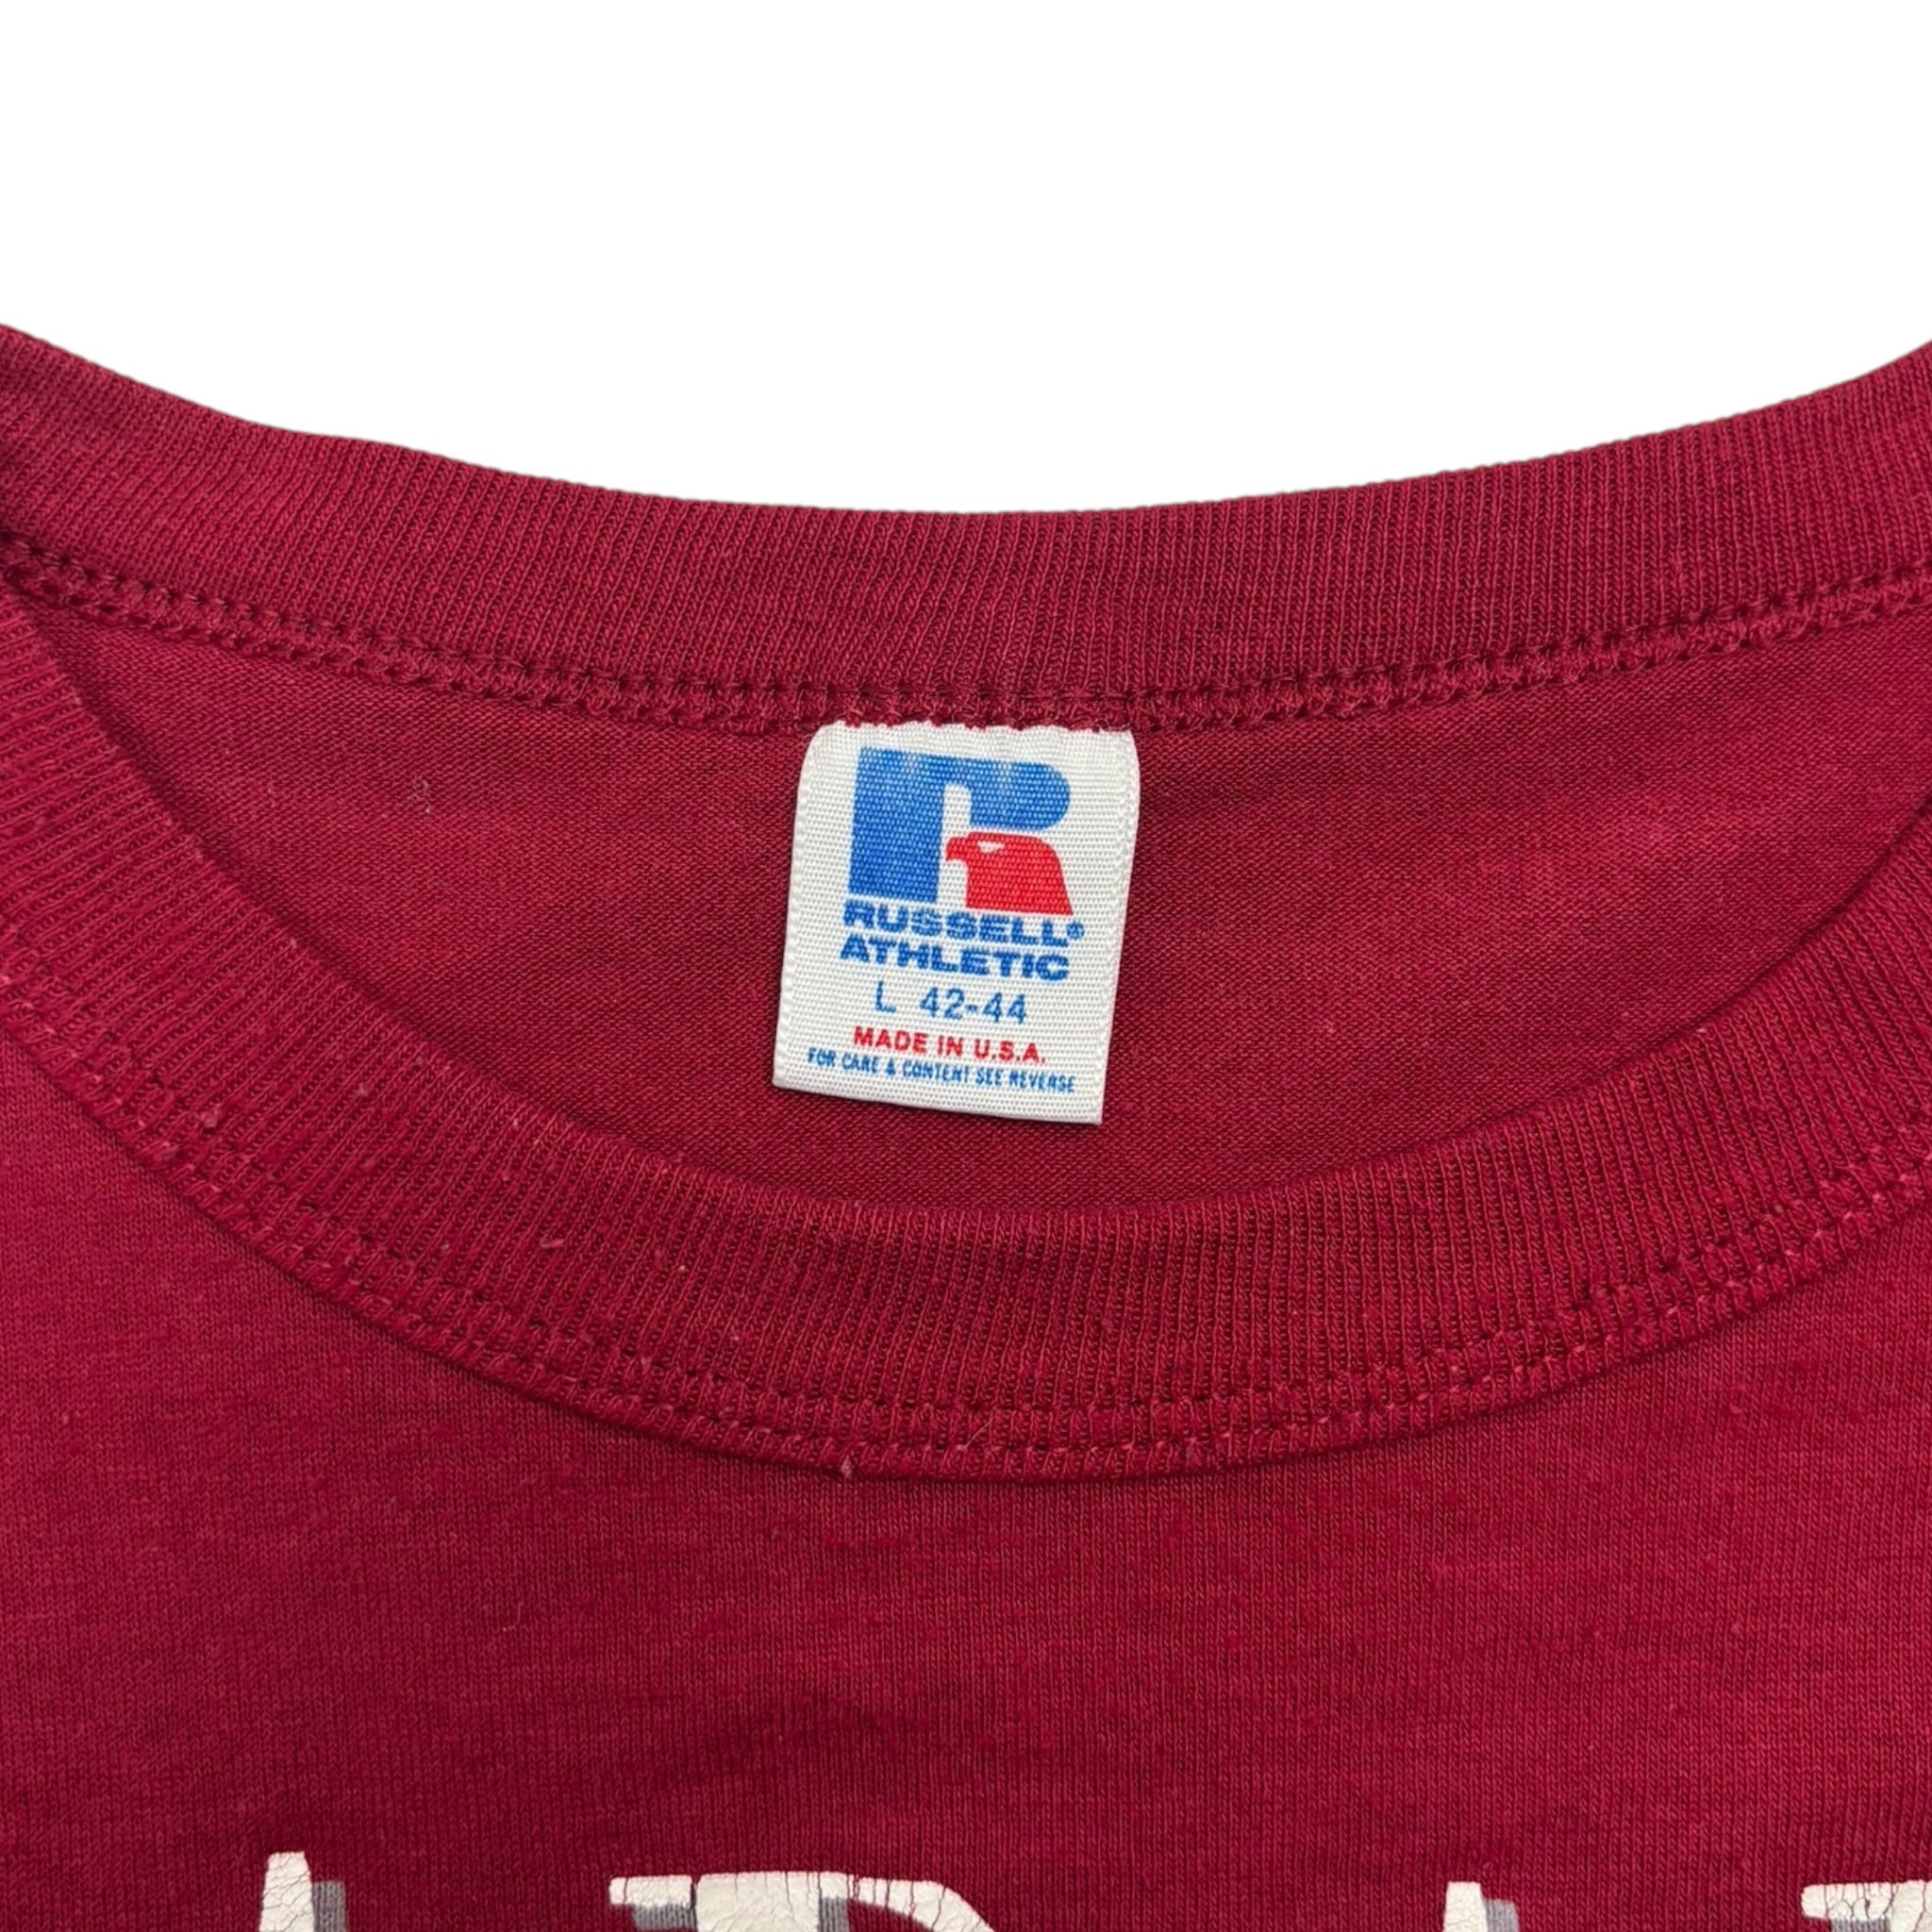 RUSSELL®
ATHLETIC
L 42-44
MADE IN U.S.A.
FOR CARE & CONTENT SEE REVERSE